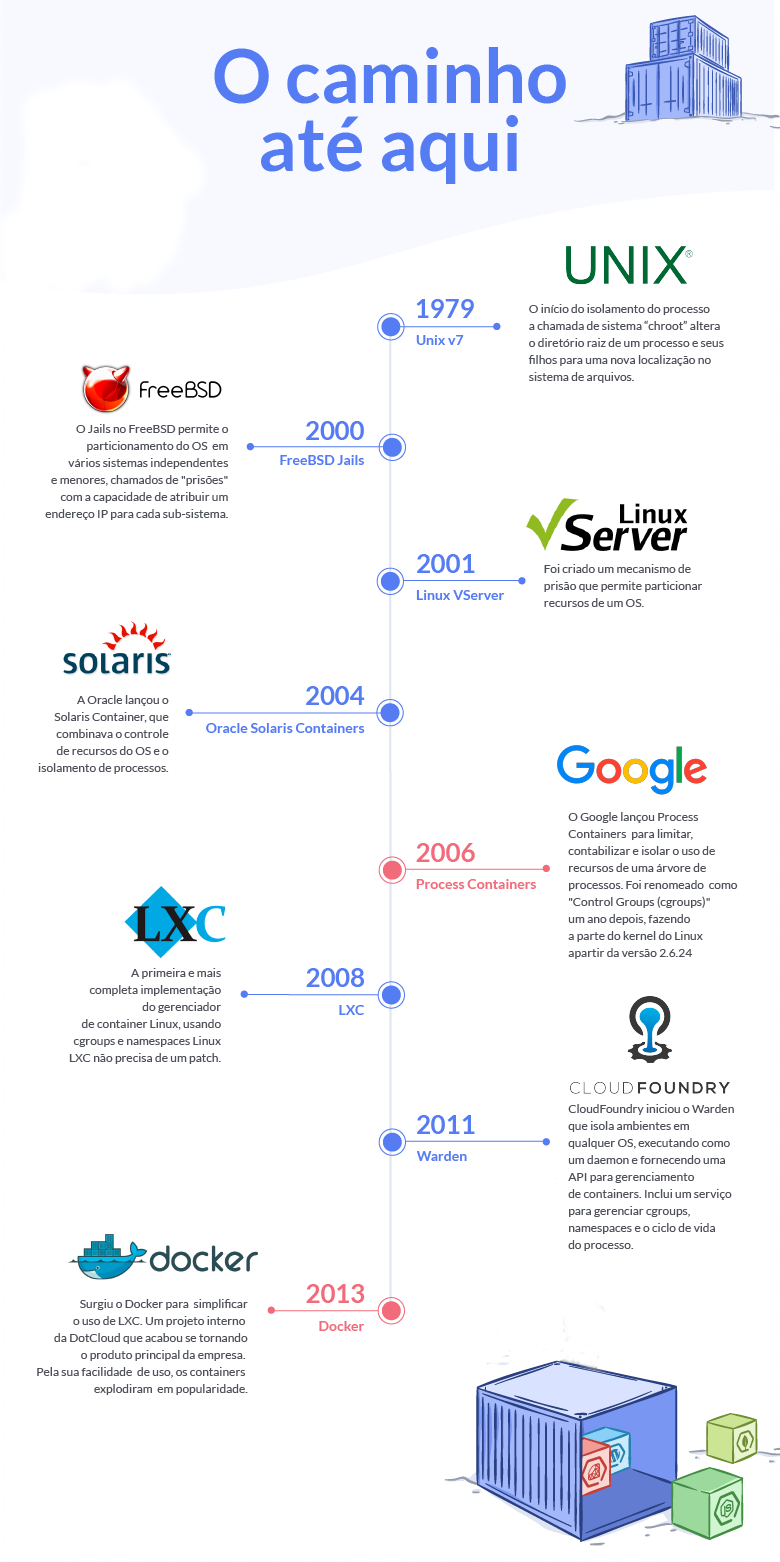 O caminho
até aqui
UNIX®
1979
Unix v7
O início do isolamento do processo
a chamada de sistema “chroot” altera
o diretório raiz de um processo e seus
filhos para uma nova localização no
sistema de arquivos.
FreeBSD
O Jails no FreeBSD permite o
particionamento do OS em
vários sistemas independentes
e menores, chamados de "prisões"
com a capacidade de atribuir um
endereço IP para cada sub-sistema.
2000
FreeBSD Jails
Linux
VServer
2001
Linux VServer
Foi criado um mecanismo de
prisão que permite particionar
recursos de um OS.
solaris
A Oracle lançou o
Solaris Container, que
combinava o controle
de recursos do OS e o
isolamento de processos.
2004
Oracle Solaris Containers
Google
2006
Process Containers
O Google lançou Process
Containers para limitar,
contabilizar e isolar o uso de
recursos de uma árvore de
processos. Foi renomeado como
"Control Groups (cgroups)"
um ano depois, fazendo
a parte do kernel do Linux
apartir da versão 2.6.24
LXC
A primeira e mais
completa implementação
do gerenciador
de container Linux, usando
cgroups e namespaces Linux
LXC não precisa de um patch.
2008
LXC
CLOUDFOUNDRY
2011
Warden
CloudFoundry iniciou o Warden
que isola ambientes em
qualquer OS, executando como
um daemon e fornecendo uma
API para gerenciamento
de containers. Inclui um serviço
para gerenciar cgroups,
namespaces e o ciclo de vida
do processo.
docker
Surgiu o Docker para simplificar
o uso de LXC. Um projeto interno
da DotCloud que acabou se tornando
o produto principal da empresa.
Pela sua facilidade de uso, os containers
explodiram em popularidade.
2013
Docker